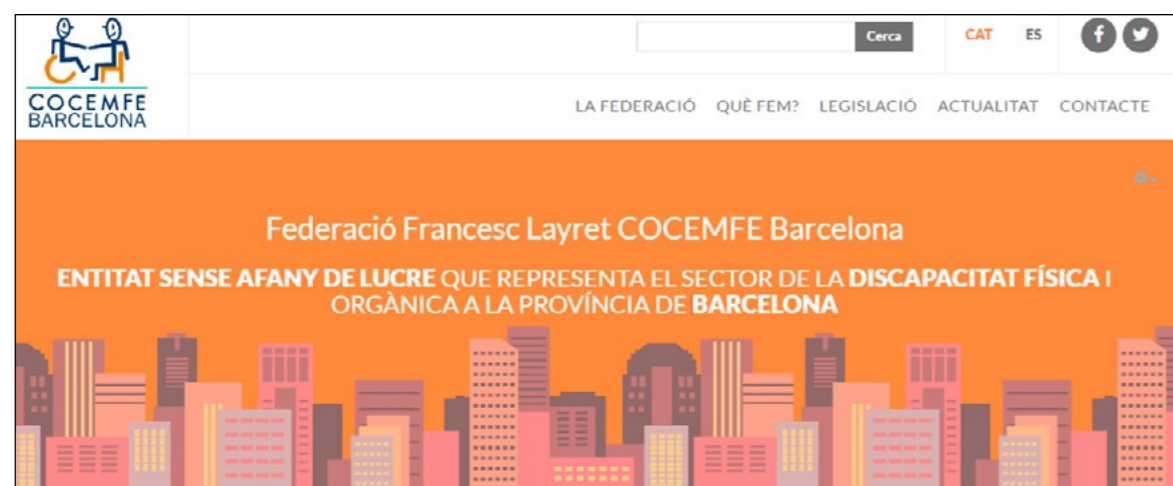 COCEMFE
BARCELONA
Cerca
CAT ES
LA FEDERACIÓ QUÈ FEM? LEGISLACIÓ ACTUALITAT CONTACTE
Federació Francesc Layret COCEMFE Barcelona
ENTITAT SENSE AFANY DE LUCRE QUE REPRESENTA EL SECTOR DE LA DISCAPACITAT FÍSICA I
ORGÀNICA A LA PROVÍNCIA DE BARCELONA